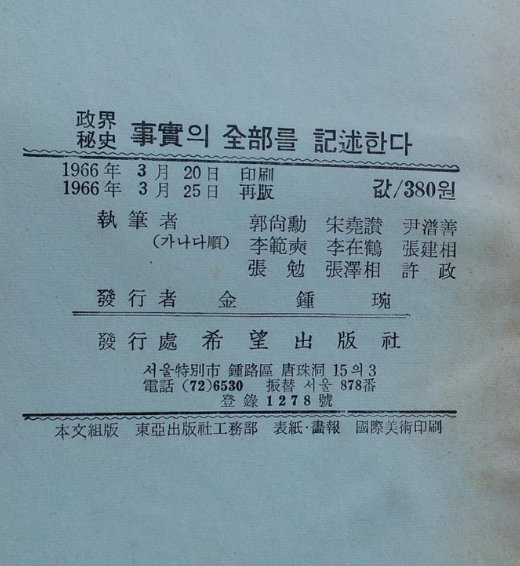 政界秘史 事實의 全部를 記述한다
1966年 3月 20日 印刷
1966年 3月 25日 再版 값/380원
執筆者 郭尙勳 宋堯讚 尹潽善
(가나다順) 李範奭 李在鶴 張建相
張勉 張澤相 許政
發行者 金鍾琬
發行處 希望出版社
서울特別市 鍾路區 唐珠洞 15의 3
電話 (72)6530 振替 서울 878番
登錄 1278號
本文組版 東亞出版社工務部 表紙·畵報 國際美術印刷